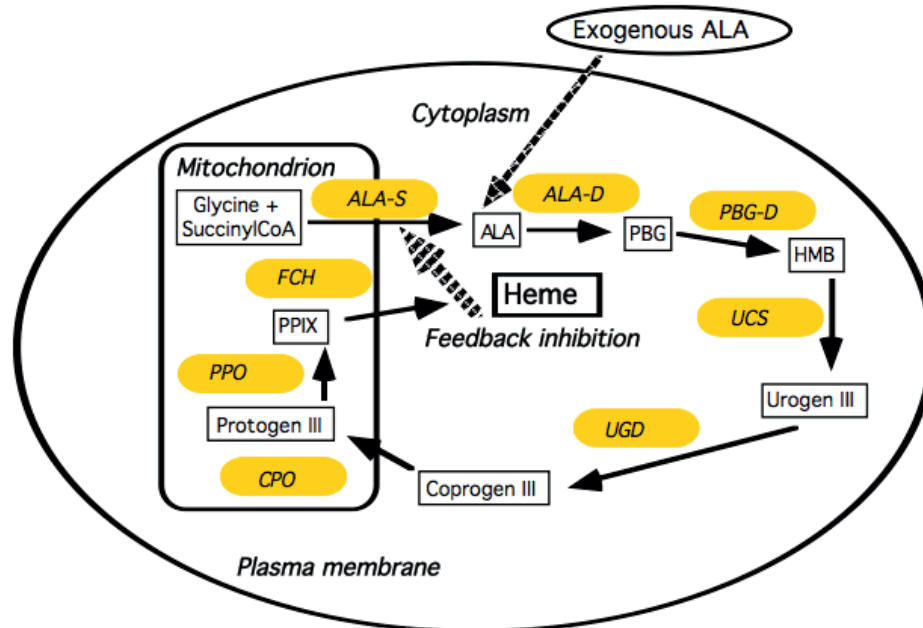 Exogenous ALA
Cytoplasm
Mitochondrion
Glycine +
SuccinylCoA
ALA-S
ALA
ALA-D
PBG
PBG-D
HMB
FCH
Heme
UCS
PPIX
Feedback inhibition
PPO
Urogen III
Protogen III
UGD
CPO
Coprogen III
Plasma membrane